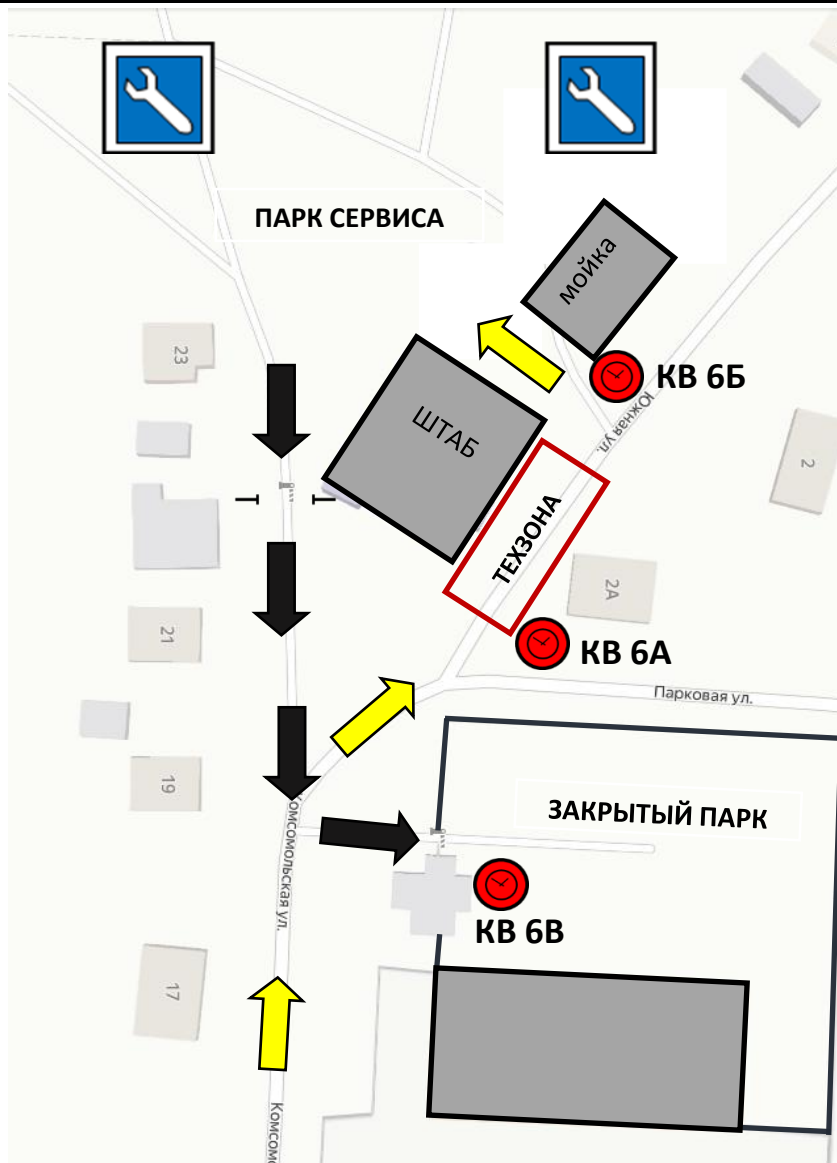 ПАРК СЕРВИСА
МОЙКА
23
КВ 6Б
ШТАБ
Южная ул.
2
ТЕХЗОНА
2А
21
КВ 6А
Парковая ул.
19
ЗАКРЫТЫЙ ПАРК
Комсомольская ул.
КВ 6В
17
Комсомо